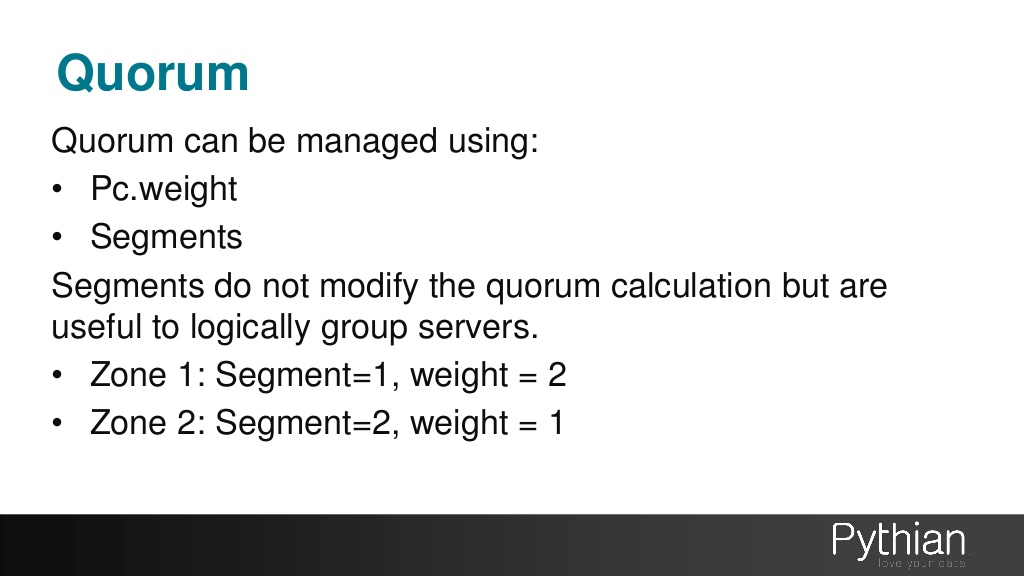 Quorum
Quorum can be managed using:
• Pc.weight
• Segments
Segments do not modify the quorum calculation but are
useful to logically group servers.
• Zone 1: Segment=1, weight = 2
• Zone 2: Segment=2, weight = 1
Pythian
love your data